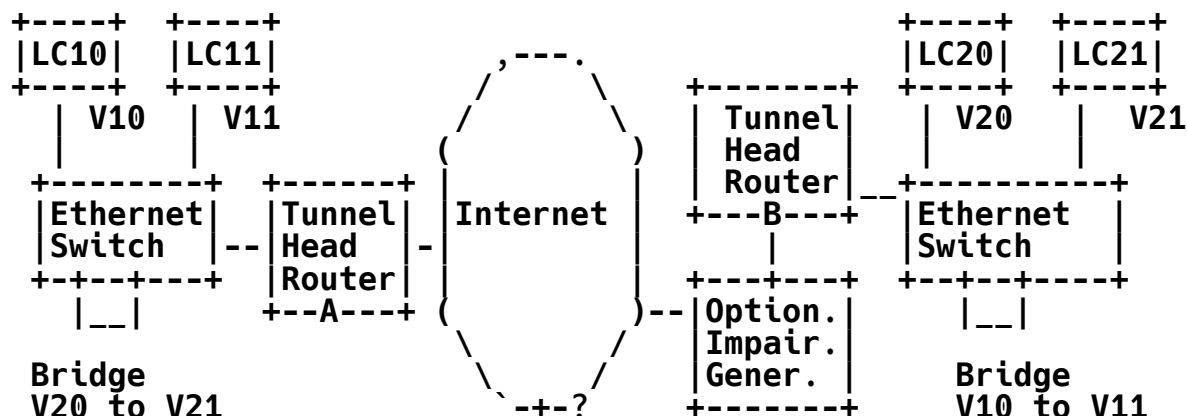 +----+  +----+                                +----+  +----+
|LC10|  |LC11|            ,---.               |LC20|  |LC21|
+----+  +----+           /     \    +-------+ +----+  +----+
  | V10  | V11          /       \   | Tunnel|  | V20   |  V21
  |      |             (         )  | Head  |  |       |
 +--------+  +------+  |         |  | Router|__+----------+
 |Ethernet|  |Tunnel|  |Internet |  +---B---+  |Ethernet  |
 |Switch  |--|Head  |-|          |      |      |Switch    |
 +-+--+---+  |Router|  |         |  +---+---+  +--+--+----+
   |__|      +--A---+  (         )--|Option.|     |__|
                        \       /   |Impair.|
 Bridge                  \     /    |Gener. |     Bridge
 V20 to V21               `-+-?     +-------+     V10 to V11